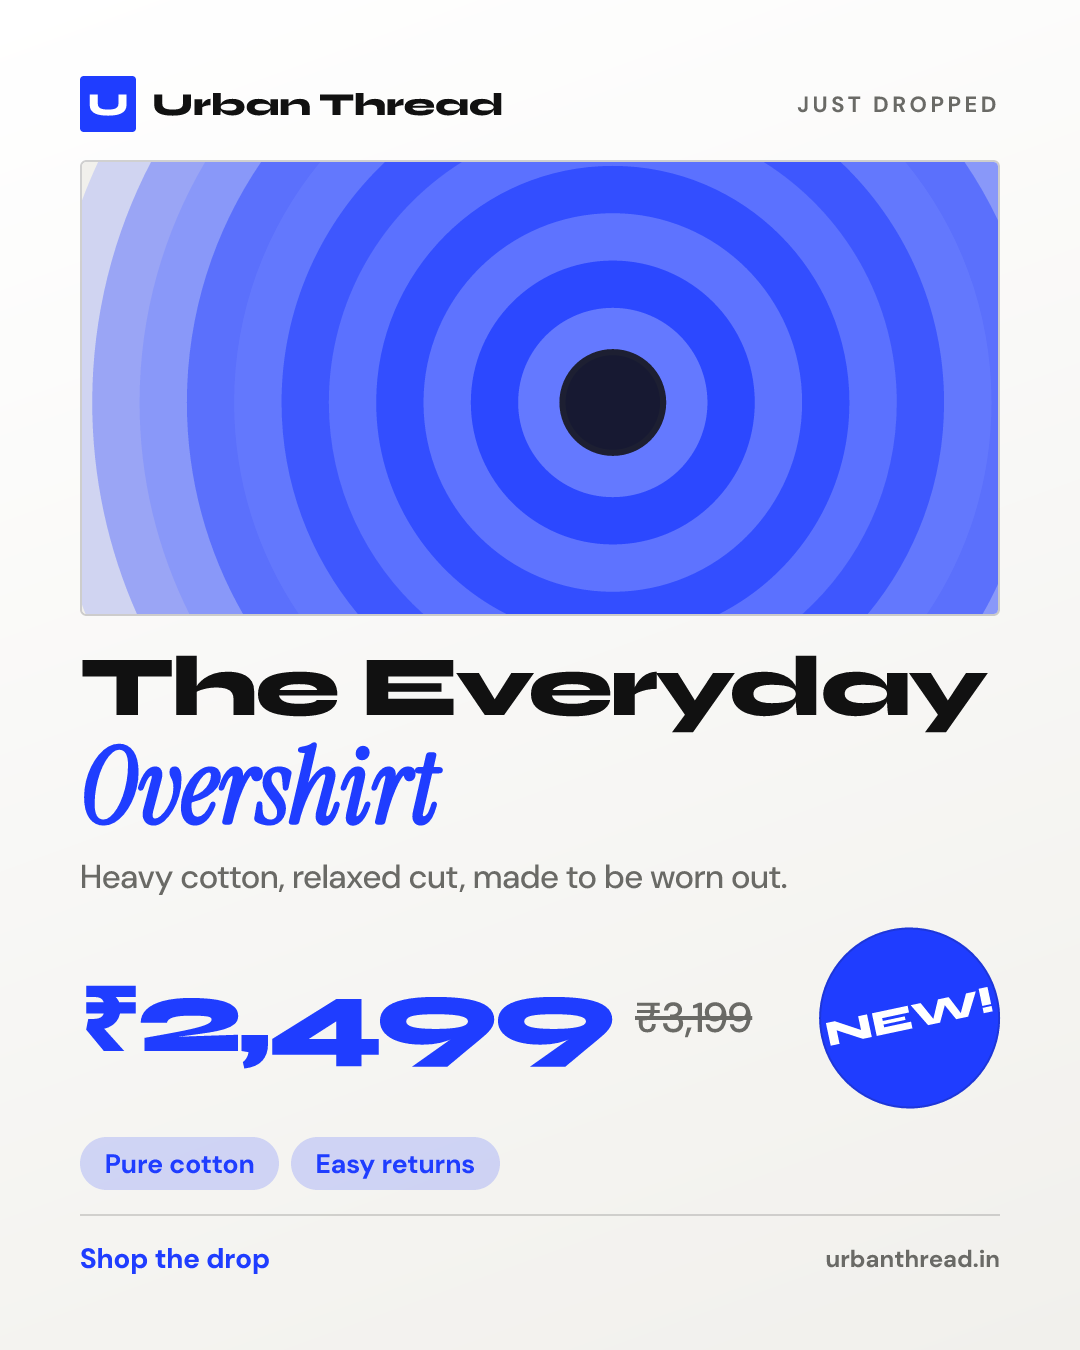 U Urban Thread
JUST DROPPED
The Everyday
Overshirt
Heavy cotton, relaxed cut, made to be worn out.
₹2,499 ₹3,199
NEW!
Pure cotton
Easy returns
Shop the drop
urbanthread.in